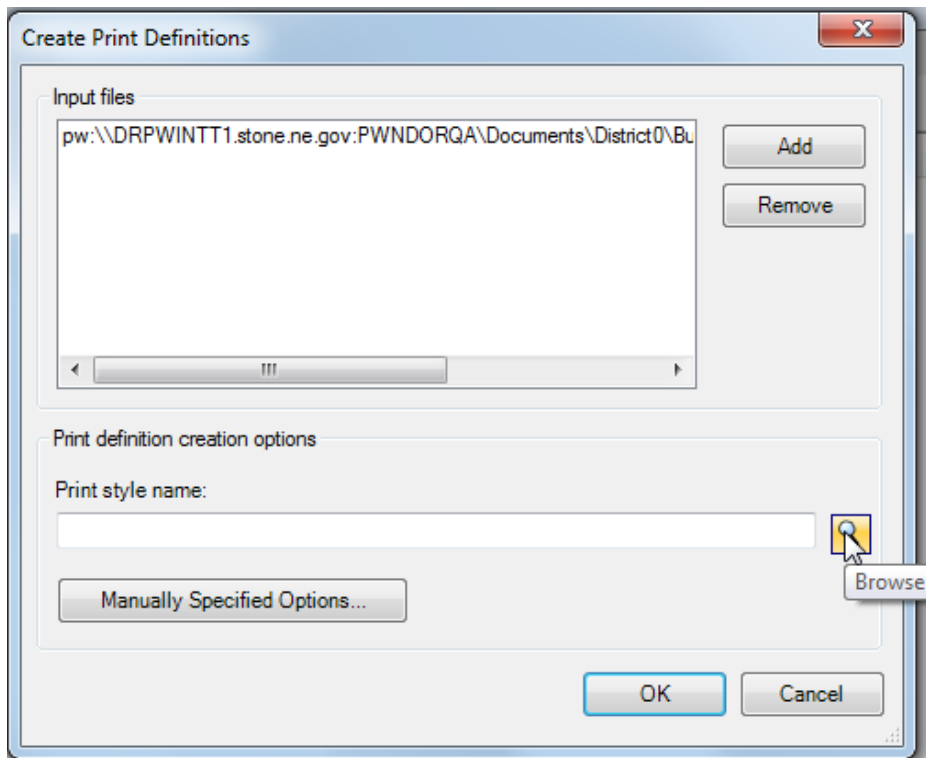 Create Print Definitions
Input files
pw:\\DRPWINTT1.stone.ne.gov:PWNDORQA\Documents\District0\Bu
Add
Remove
Print definition creation options
Print style name:
Browse
Manually Specified Options...
OK
Cancel